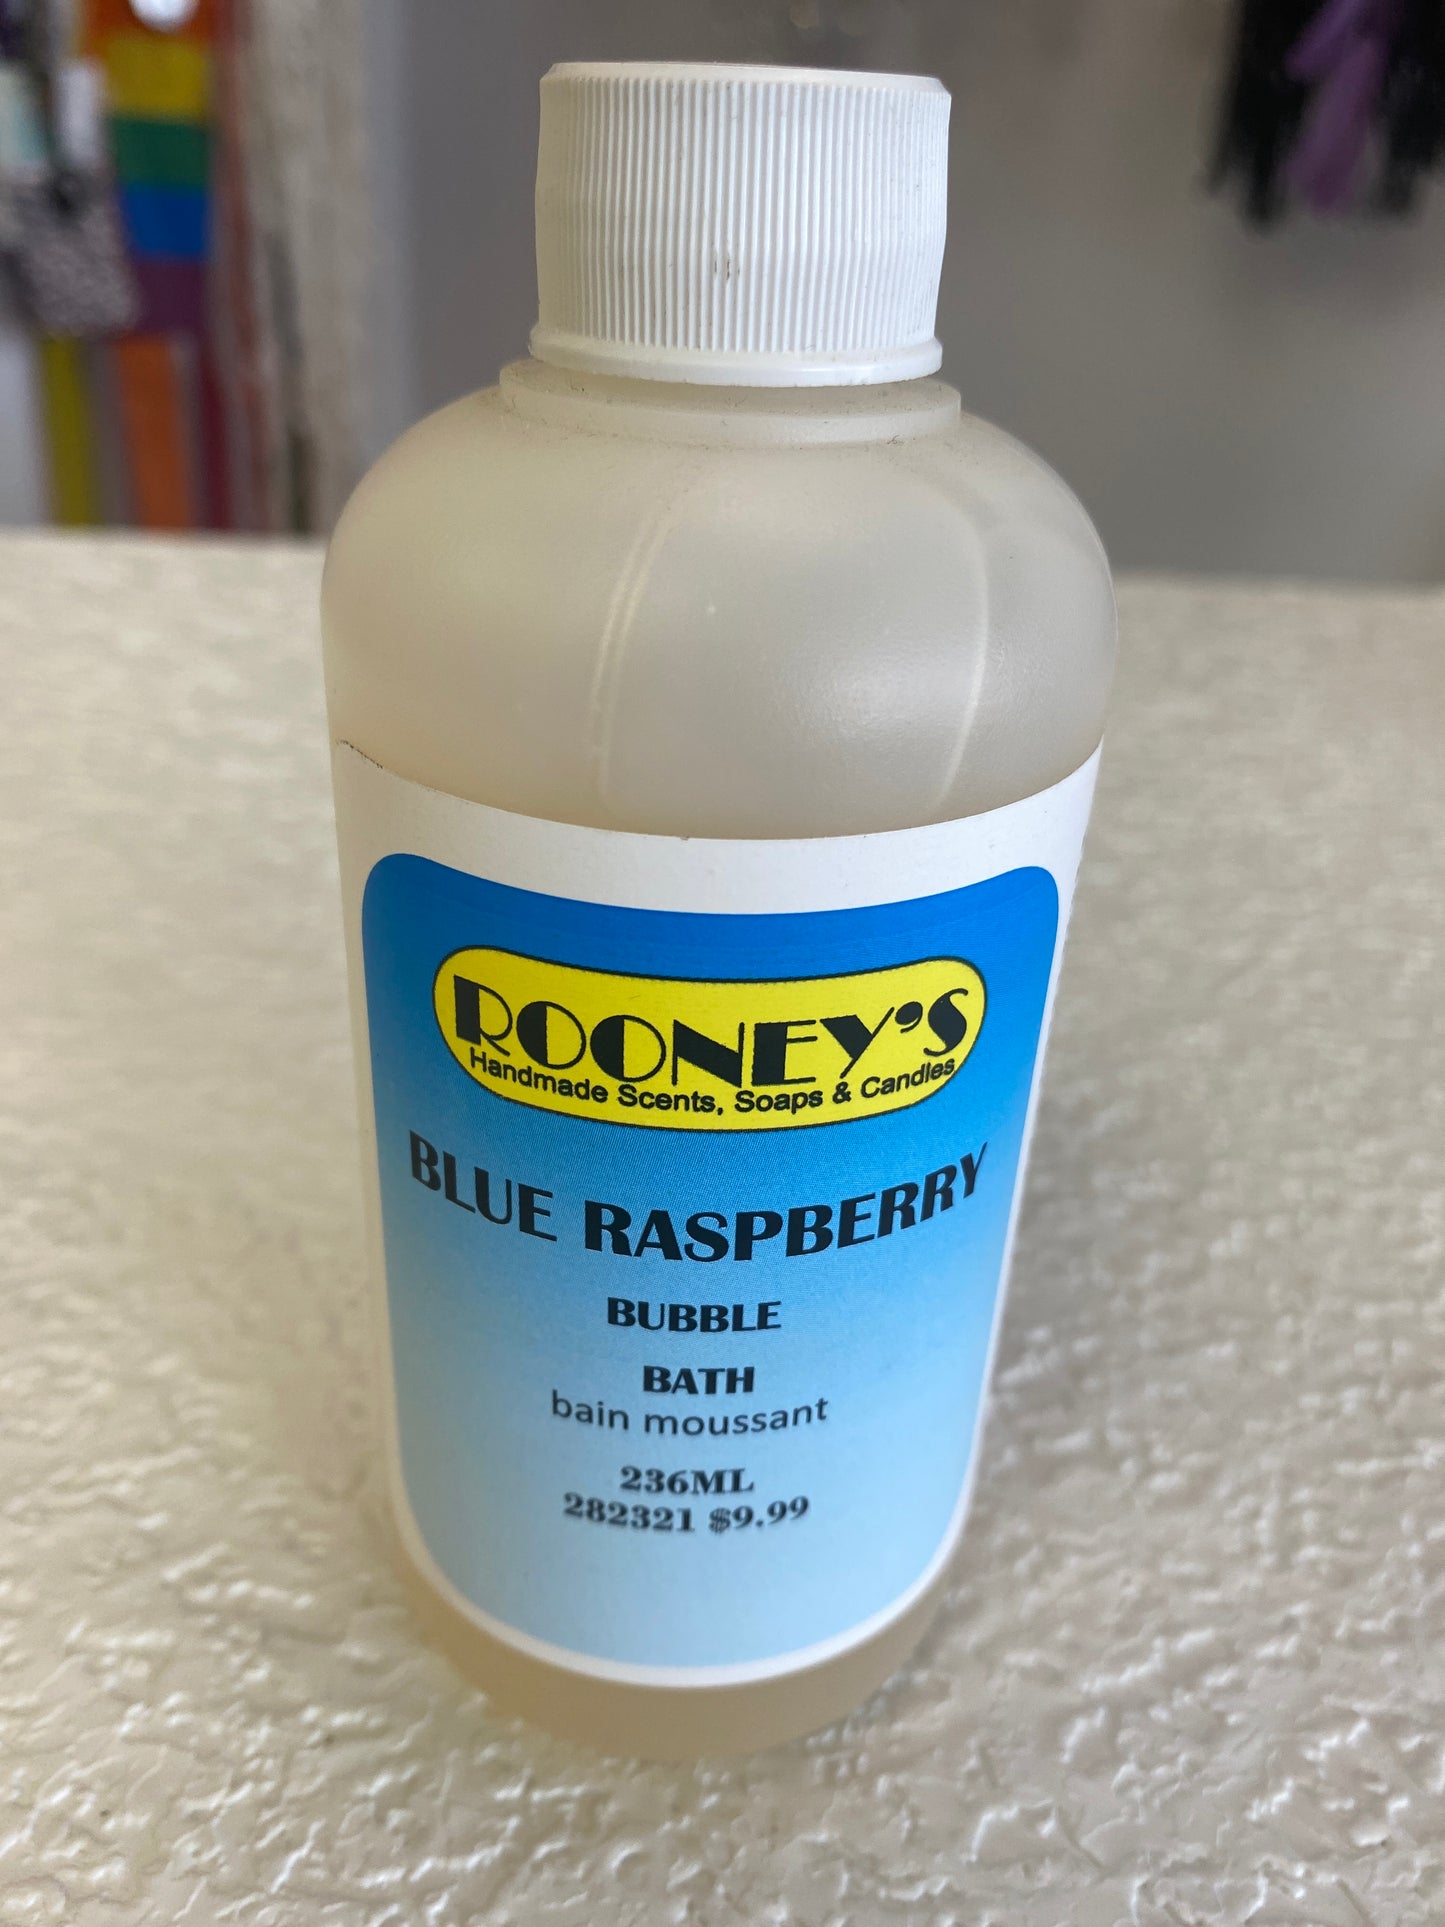 ROONEY'S
Handmade Scents, Soaps & Candles
BLUE RASPBERRY
BUBBLE
BATH
bain moussant
236ML
282321 $9.99